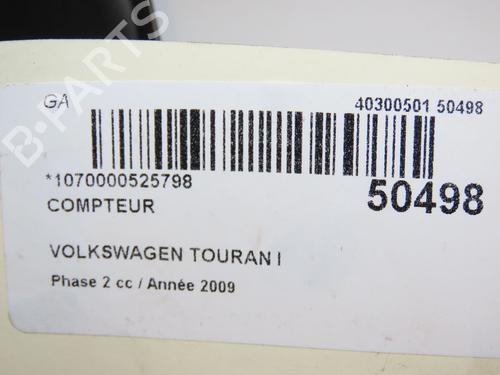 GA
40300501 50498
*1070000525798
50498
COMPTEUR
VOLKSWAGEN TOURAN I
Phase 2 cc / Année 2009
B-PARTS